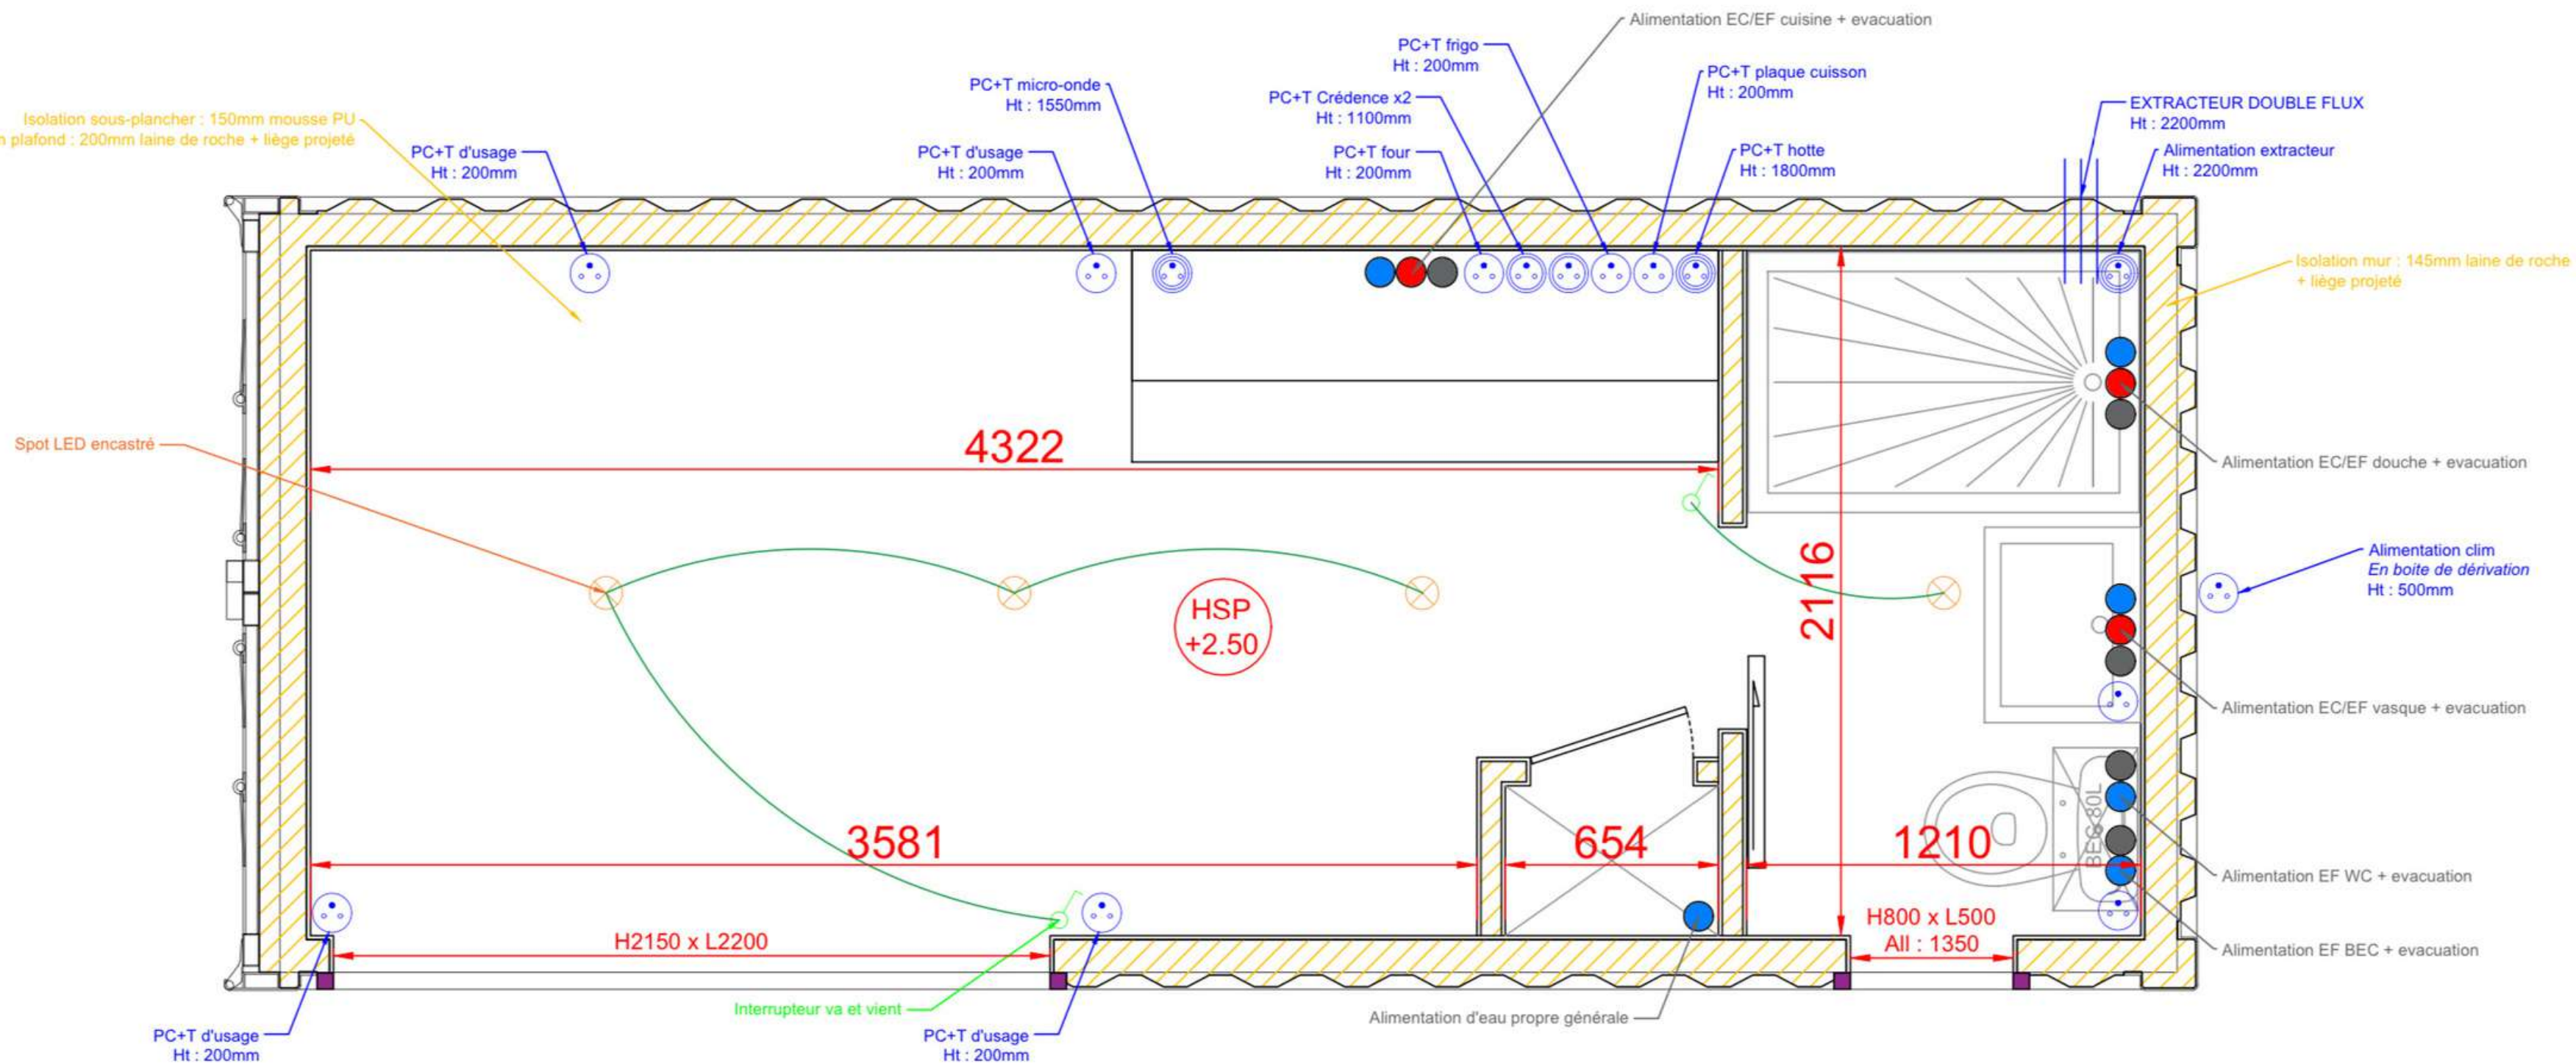 Alimentation EC/EF cuisine + evacuation
PC+T frigo
Ht : 200mm
PC+T plaque cuisson
Ht : 200mm
PC+T micro-onde
Ht : 1550mm
PC+T Crédence x2
Ht : 1100mm
EXTRACTEUR DOUBLE FLUX
Ht : 2200mm
Isolation sous-plancher : 150mm mousse PU
plafond : 200mm laine de roche + liège projeté
PC+T d'usage
Ht : 200mm
PC+T d'usage
Ht : 200mm
PC+T four
Ht : 200mm
PC+T hotte
Ht : 1800mm
Alimentation extracteur
Ht : 2200mm
Isolation mur : 145mm laine de roche
+ liège projeté
Spot LED encastré
4322
Alimentation EC/EF douche + evacuation
2116
HSP
+2.50
Alimentation clim
En boite de dérivation
Ht : 500mm
Alimentation EC/EF vasque + evacuation
3581
654
1210
BEC 80L
Alimentation EF WC + evacuation
H2150 x L2200
H800 x L500
All : 1350
Alimentation EF BEC + evacuation
Interrupteur va et vient
Alimentation d'eau propre générale
PC+T d'usage
Ht : 200mm
PC+T d'usage
Ht : 200mm